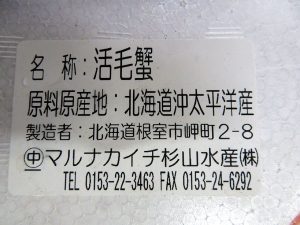 名 称:活毛蟹
原料原産地:北海道沖太平洋産
製造者:北海道根室市岬町2-8
㊥マルナカイチ杉山水産㈱
TEL 0153-22-3463 FAX 0153-24-6292